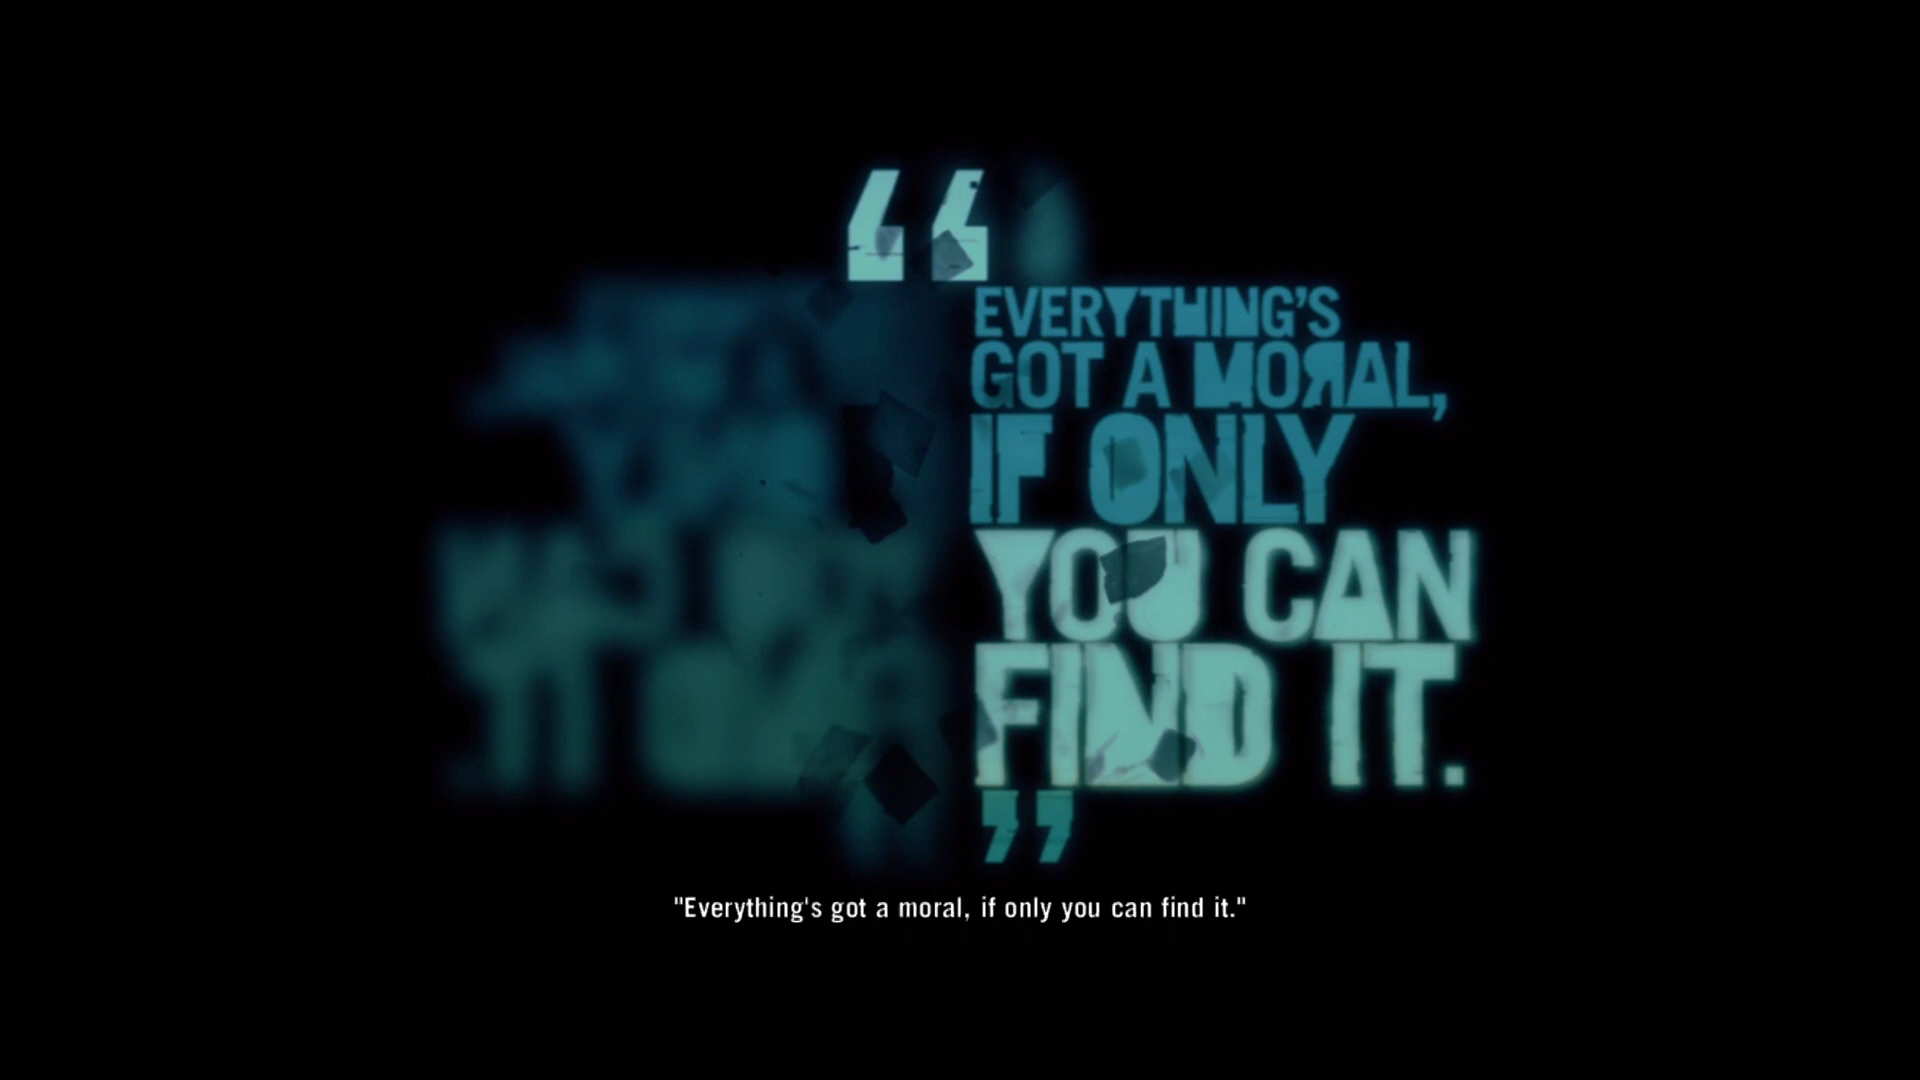 “
EVERYTHING’S
GOT A MORAL,
IF ONLY
YOU CAN
FIND IT.
”
"Everything's got a moral, if only you can find it."